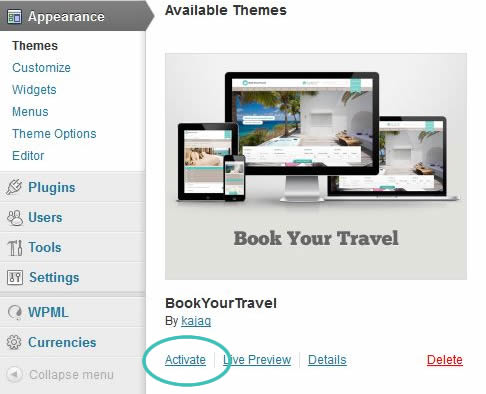 Appearance
Themes
Customize
Widgets
Menus
Theme Options
Editor
Plugins
Users
Tools
Settings
WPML
Currencies
Collapse menu
Available Themes
Book Your Travel
BookYourTravel
By kajaq
Activate Live Preview Details Delete